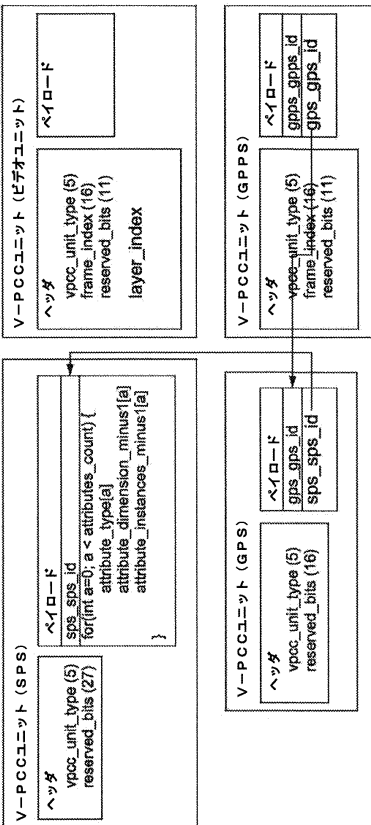 V-PCCユニット (SPS)
ヘッダ
vpcc_unit_type (5)
reserved_bits (27)
ペイロード
sps_sps_id
for(int a=0; a < attributes_count) {
attribute_type[a]
attribute_dimension_minus1[a]
attribute_instances_minus1[a]
}
V-PCCユニット (ビデオユニット)
ヘッダ
vpcc_unit_type (5)
frame_index (16)
reserved_bits (11)
layer_index
ペイロード
V-PCCユニット (GPS)
ヘッダ
vpcc_unit_type (5)
reserved_bits (16)
ペイロード
gps_gps_id
sps_sps_id
V-PCCユニット (GPPS)
ヘッダ
vpcc_unit_type (5)
frame_index (16)
reserved_bits (11)
ペイロード
gpps_gpps_id
gps_gps_id